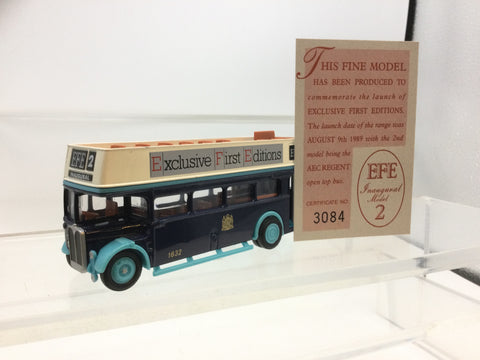 EFE 2
INAUGURAL
Exclusive First Editions
1632
THIS FINE MODEL
HAS BEEN PRODUCED TO
commemorate the launch of
EXCLUSIVE FIRST EDITIONS.
The launch date of the range was
AUGUST 9th 1989 with the 2nd
model being the
AEC REGENT
open top bus.
CERTIFICATE NO.
3084
EFE
Inaugural
Model
2